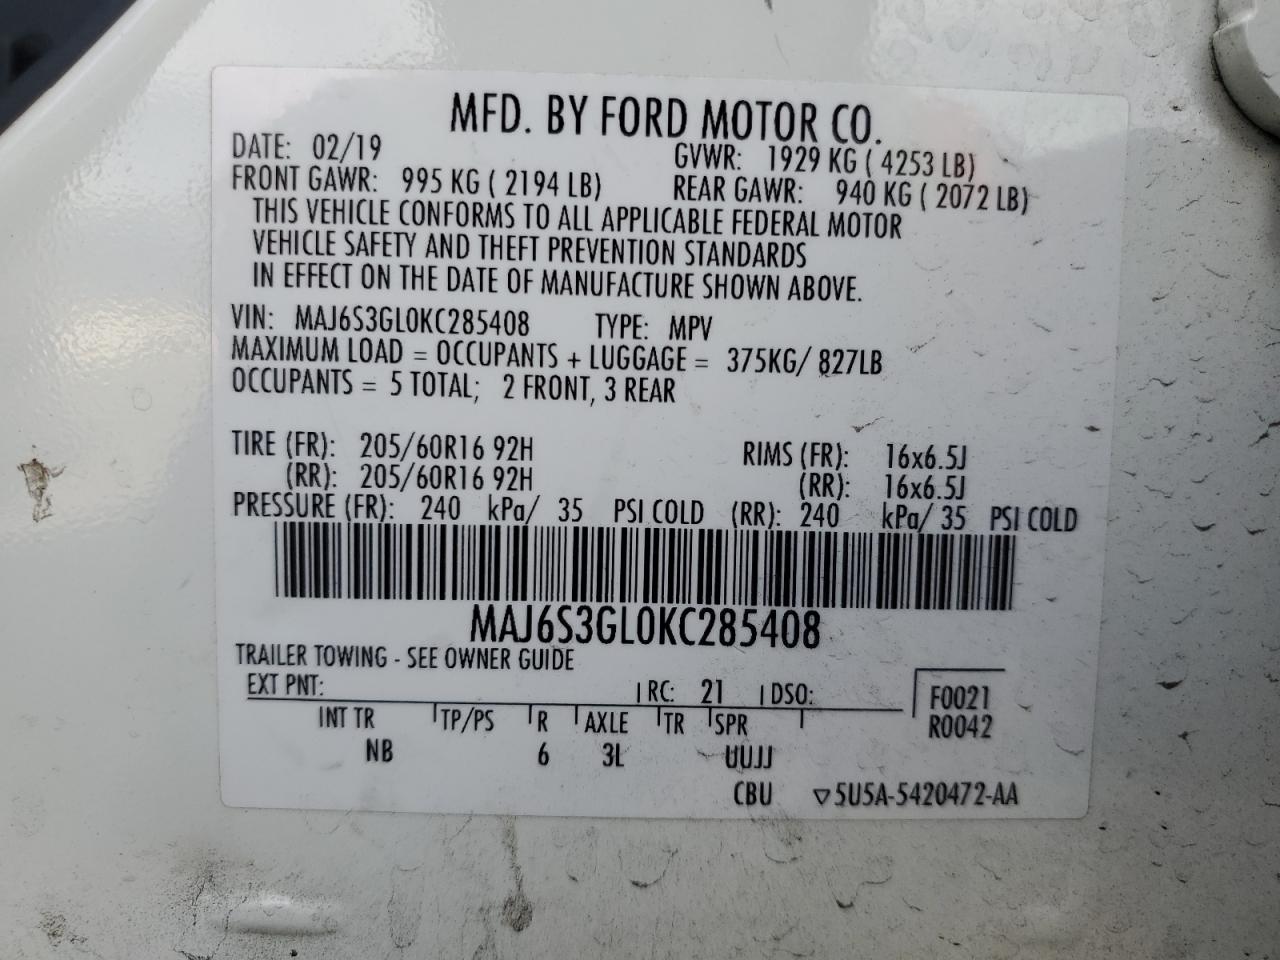 MFD. BY FORD MOTOR CO.
DATE: 02/19 GVWR: 1929 KG ( 4253 LB)
FRONT GAWR: 995 KG ( 2194 LB) REAR GAWR: 940 KG ( 2072 LB)
THIS VEHICLE CONFORMS TO ALL APPLICABLE FEDERAL MOTOR
VEHICLE SAFETY AND THEFT PREVENTION STANDARDS
IN EFFECT ON THE DATE OF MANUFACTURE SHOWN ABOVE.
VIN: MAJ6S3GL0KC285408 TYPE: MPV
MAXIMUM LOAD = OCCUPANTS + LUGGAGE = 375KG/ 827LB
OCCUPANTS = 5 TOTAL; 2 FRONT, 3 REAR
TIRE (FR): 205/60R16 92H RIMS (FR): 16x6.5J
(RR): 205/60R16 92H (RR): 16x6.5J
PRESSURE (FR): 240 kPa/ 35 PSI COLD (RR): 240 kPa/ 35 PSI COLD
MAJ6S3GL0KC285408
TRAILER TOWING - SEE OWNER GUIDE
EXT PNT: RC: 21 DSO: F0021
INT TR TP/PS R AXLE TR SPR R0042
NB 6 3L UUJJ
CBU ▽5U5A-5420472-AA